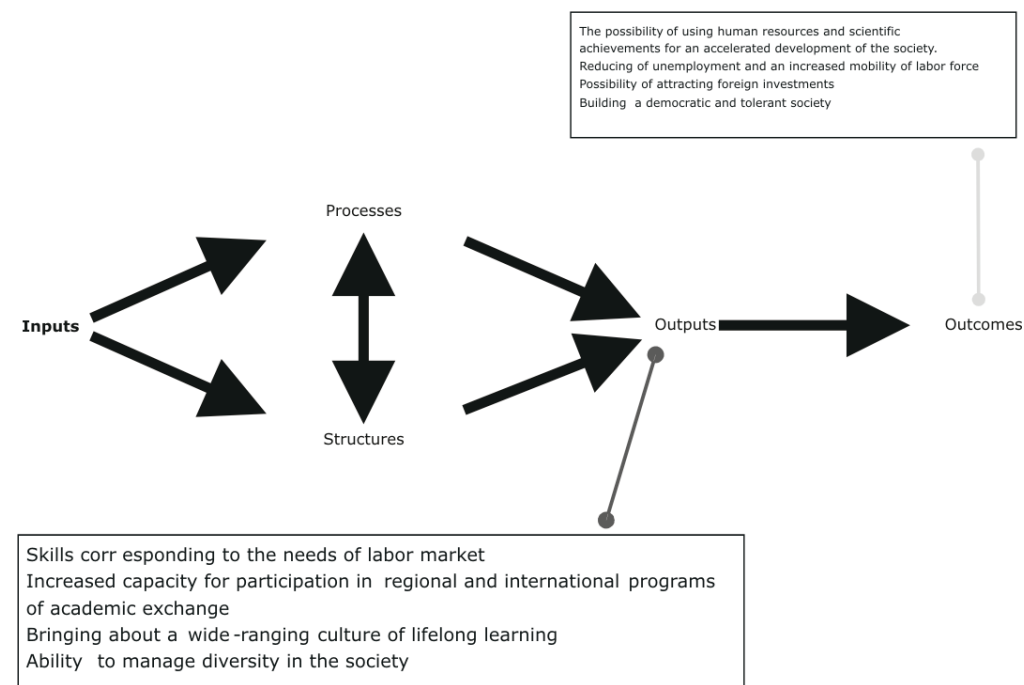 The possibility of using human resources and scientific
achievements for an accelerated development of the society.
Reducing of unemployment and an increased mobility of labor force
Possibility of attracting foreign investments
Building a democratic and tolerant society
Processes
Inputs
Outputs
Outcomes
Structures
Skills corr esponding to the needs of labor market
Increased capacity for participation in regional and international programs
of academic exchange
Bringing about a wide-ranging culture of lifelong learning
Ability to manage diversity in the society